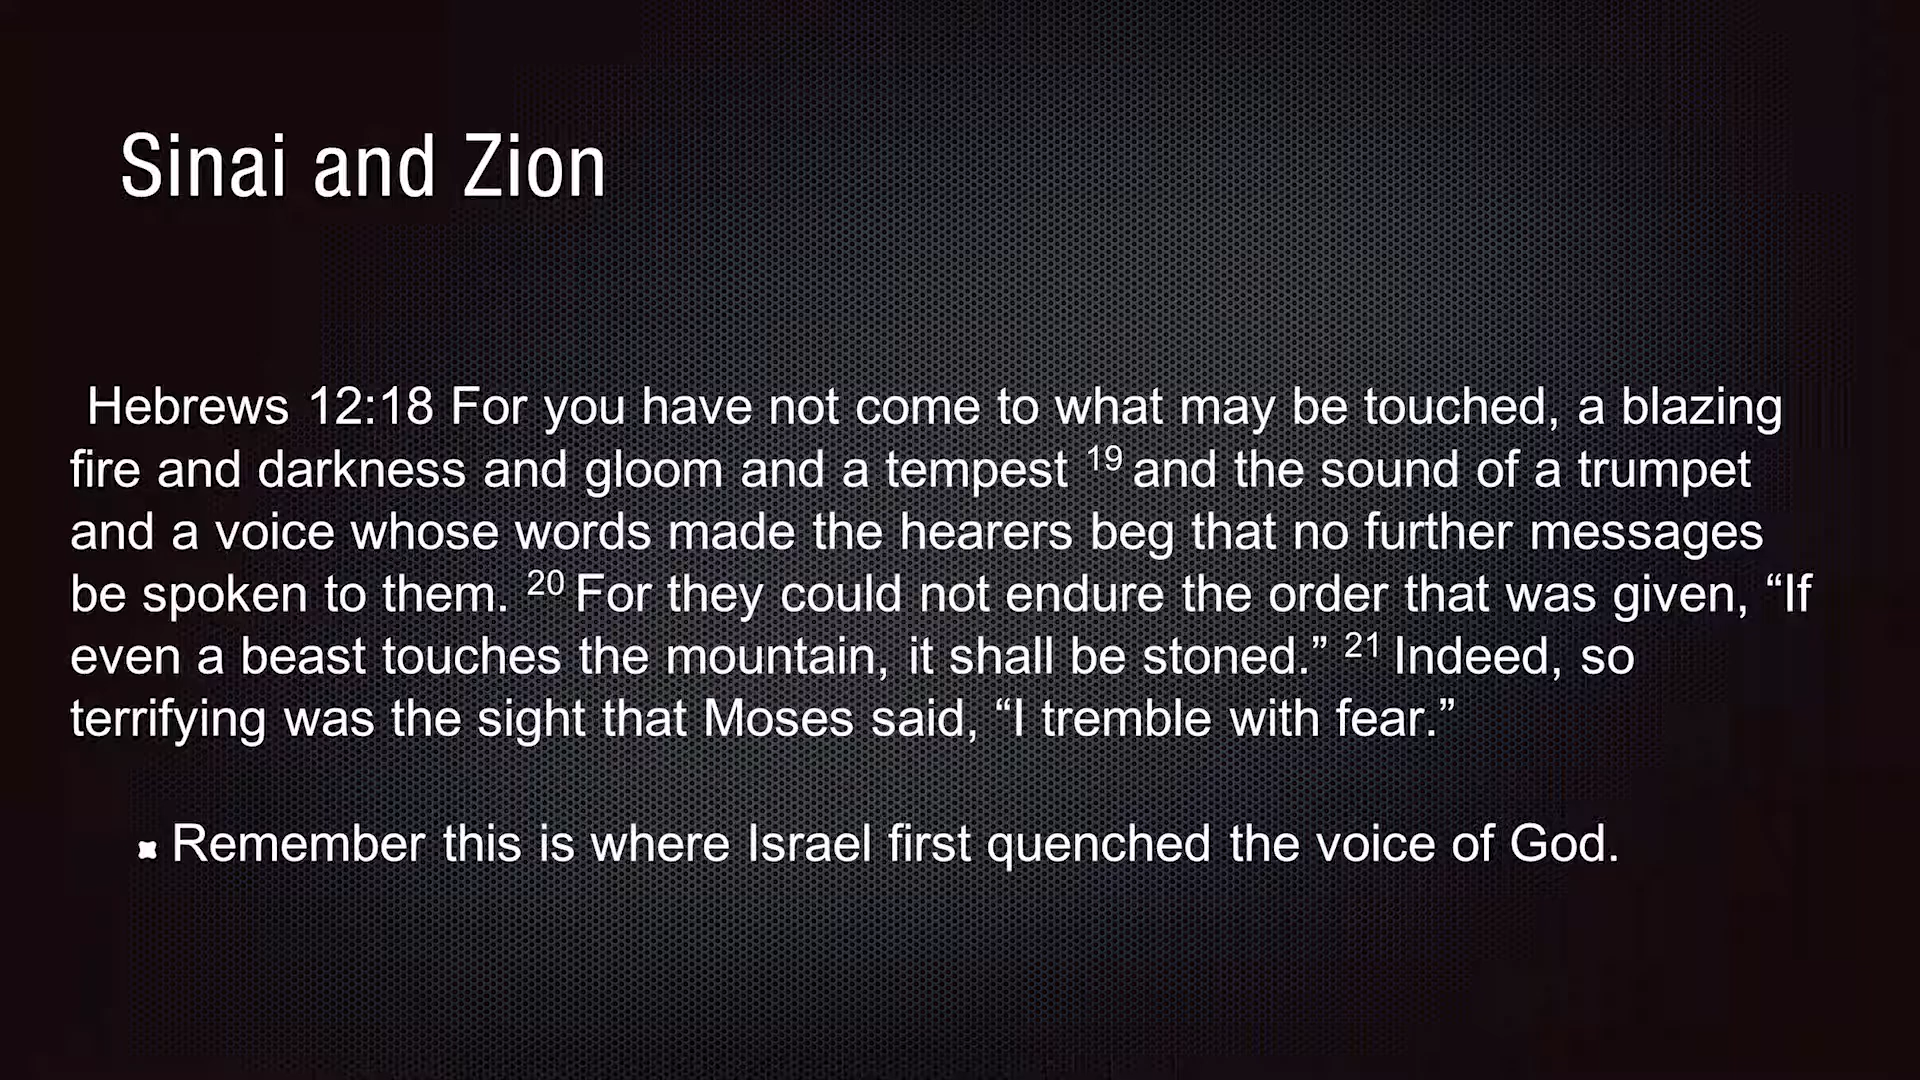 Sinai and Zion
Hebrews 12:18 For you have not come to what may be touched, a blazing
fire and darkness and gloom and a tempest 19 and the sound of a trumpet
and a voice whose words made the hearers beg that no further messages
be spoken to them. 20 For they could not endure the order that was given, “If
even a beast touches the mountain, it shall be stoned.” 21 Indeed, so
terrifying was the sight that Moses said, “I tremble with fear.”
Remember this is where Israel first quenched the voice of God.